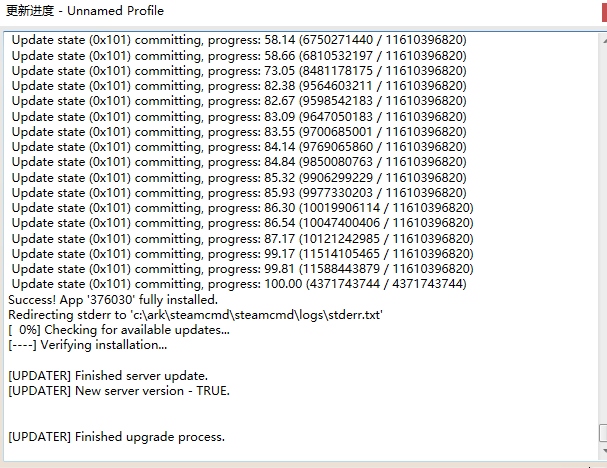 更新进度 - Unnamed Profile
Update state (0x101) committing, progress: 58.14 (6750271440 / 11610396820)
Update state (0x101) committing, progress: 58.66 (6810532197 / 11610396820)
Update state (0x101) committing, progress: 73.05 (8481178175 / 11610396820)
Update state (0x101) committing, progress: 82.38 (9564603211 / 11610396820)
Update state (0x101) committing, progress: 82.67 (9598542183 / 11610396820)
Update state (0x101) committing, progress: 83.09 (9647050183 / 11610396820)
Update state (0x101) committing, progress: 83.55 (9700685001 / 11610396820)
Update state (0x101) committing, progress: 84.14 (9769065860 / 11610396820)
Update state (0x101) committing, progress: 84.84 (9850080763 / 11610396820)
Update state (0x101) committing, progress: 85.32 (9906299229 / 11610396820)
Update state (0x101) committing, progress: 85.93 (9977330203 / 11610396820)
Update state (0x101) committing, progress: 86.30 (10019906114 / 11610396820)
Update state (0x101) committing, progress: 86.54 (10047400406 / 11610396820)
Update state (0x101) committing, progress: 87.17 (10121242985 / 11610396820)
Update state (0x101) committing, progress: 99.17 (11514105465 / 11610396820)
Update state (0x101) committing, progress: 99.81 (11588443879 / 11610396820)
Update state (0x101) committing, progress: 100.00 (4371743744 / 4371743744)
Success! App '376030' fully installed.
Redirecting stderr to 'c:\ark\steamcmd\steamcmd\logs\stderr.txt'
[  0%] Checking for available updates...
[----] Verifying installation...
[UPDATER] Finished server update.
[UPDATER] New server version - TRUE.
[UPDATER] Finished upgrade process.